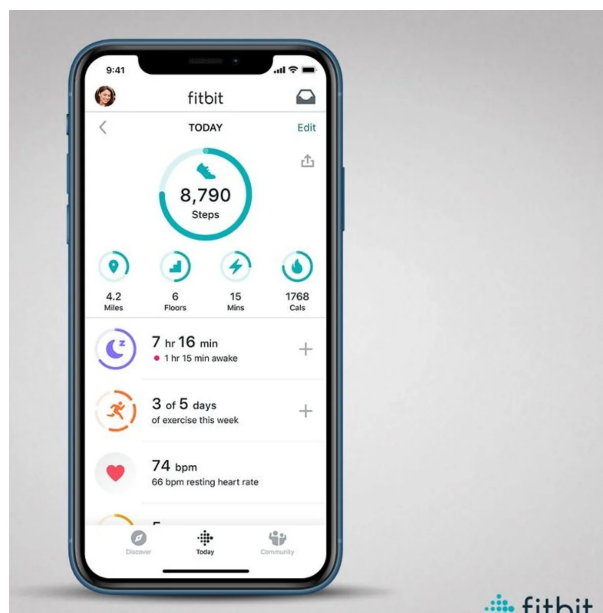 9:41
fitbit
TODAY
Edit
8,790
Steps
4.2
Miles
6
Floors
15
Mins
1768
Cals
7 hr 16 min
1 hr 15 min awake
3 of 5 days
of exercise this week
74 bpm
66 bpm resting heart rate
Discover
Today
Community
fitbit